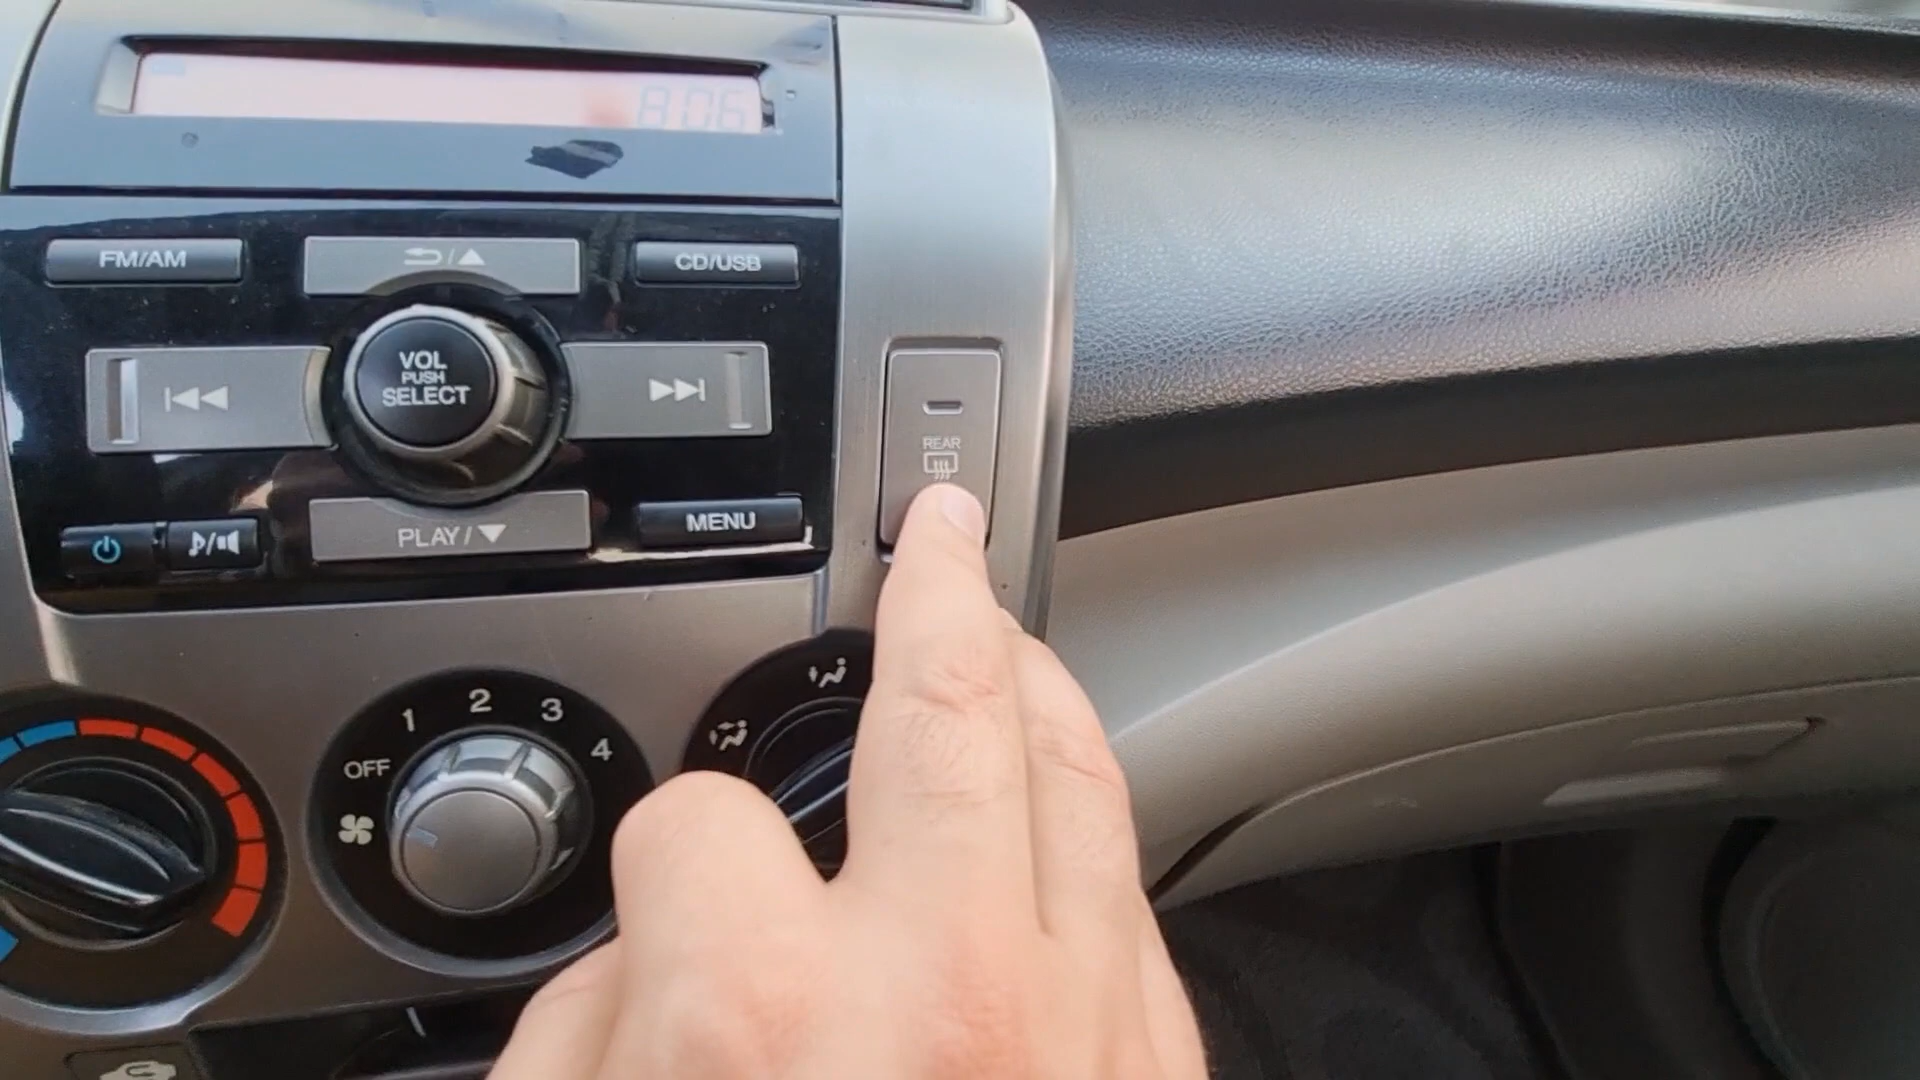 8:06
FM/AM
CD/USB
VOL
PUSH
SELECT
REAR
PLAY/
MENU
OFF
1
2
3
4